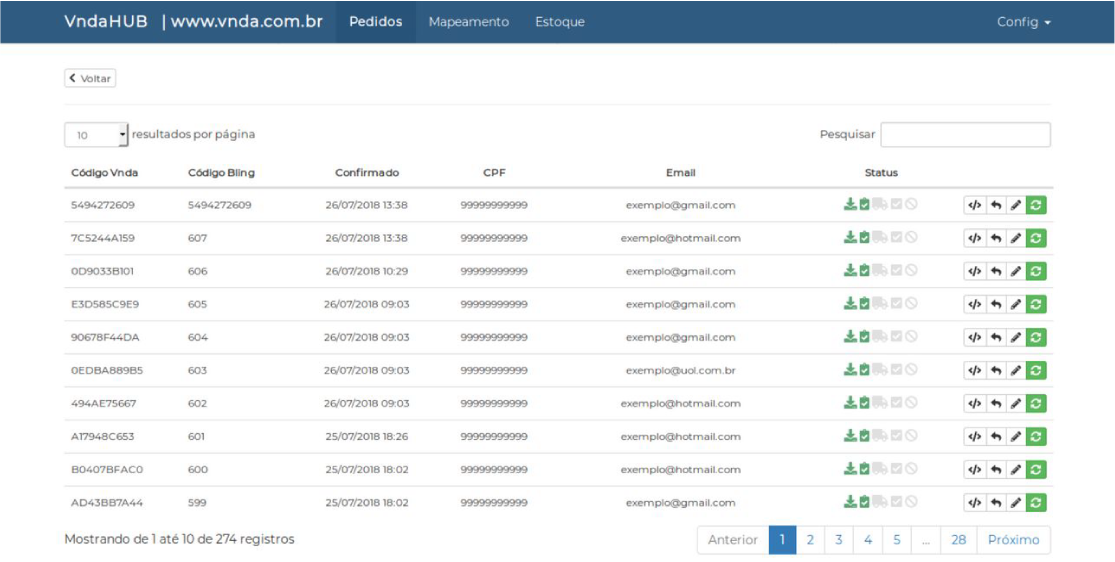 VndaHUB | www.vnda.com.br Pedidos Mapeamento Estoque Config
Voltar
10 resultados por página Pesquisar
Código Vnda Código Bling Confirmado CPF Email Status
5494272609 5494272609 26/07/2018 13:38 99999999999 exemplo@gmail.com
7C5244A159 607 26/07/2018 13:38 99999999999 exemplo@hotmail.com
0D9033B101 606 26/07/2018 10:29 99999999999 exemplo@gmail.com
E3D585C9E9 605 26/07/2018 09:03 99999999999 exemplo@gmail.com
90678F44DA 604 26/07/2018 09:03 99999999999 exemplo@gmail.com
0EDBA889B5 603 26/07/2018 09:03 99999999999 exemplo@uol.com.br
494AE75667 602 26/07/2018 09:03 99999999999 exemplo@hotmail.com
A17948C653 601 25/07/2018 18:26 99999999999 exemplo@hotmail.com
B0407BFAC0 600 25/07/2018 18:02 99999999999 exemplo@hotmail.com
AD43BB7A44 599 25/07/2018 18:02 99999999999 exemplo@gmail.com
Mostrando de 1 até 10 de 274 registros Anterior 1 2 3 4 5 ... 28 Próximo